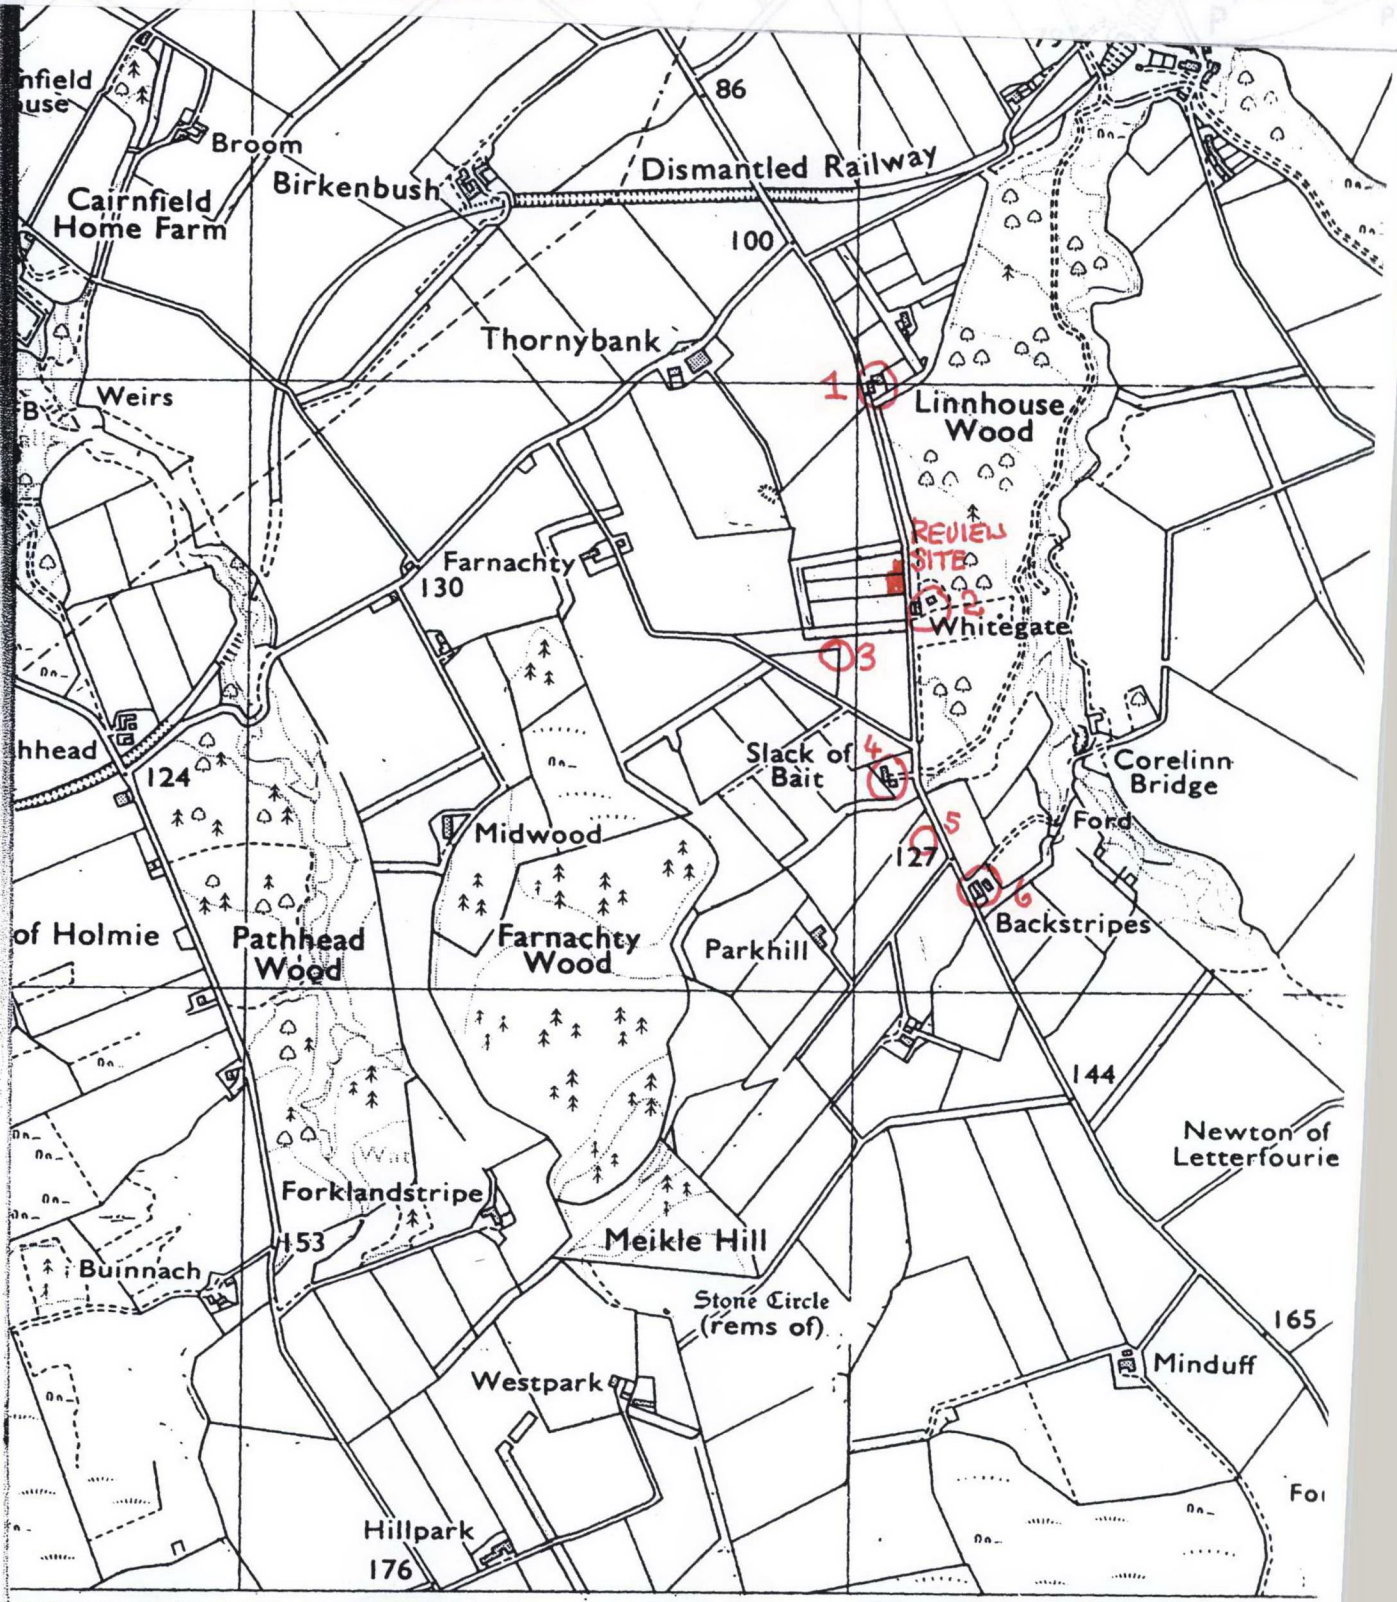 nfield
use
86
Broom
Dismantled Railway
Birkenbush
Cairnfield
Home Farm
100
Thornybank
Weirs
1
Linnhouse
Wood
REVIEW
SITE
Farnachty
130
2
Whitegate
3
hhead
124
Slack of
Bait
4
Corelinn
Bridge
5
Ford
127
Midwood
6
Backstripes
of Holmie
Pathhead
Wood
Farnachty
Wood
Parkhill
144
Newton of
Letterfourie
Forklandstripe
153
Meikle Hill
Buinnach
Stone Circle
(rems of)
165
Westpark
Minduff
Hillpark
176